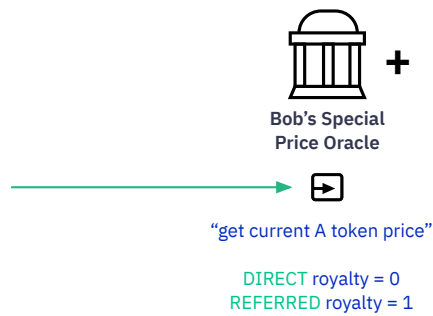 Bob’s Special
Price Oracle
“get current A token price”
DIRECT royalty = 0
REFERRED royalty = 1